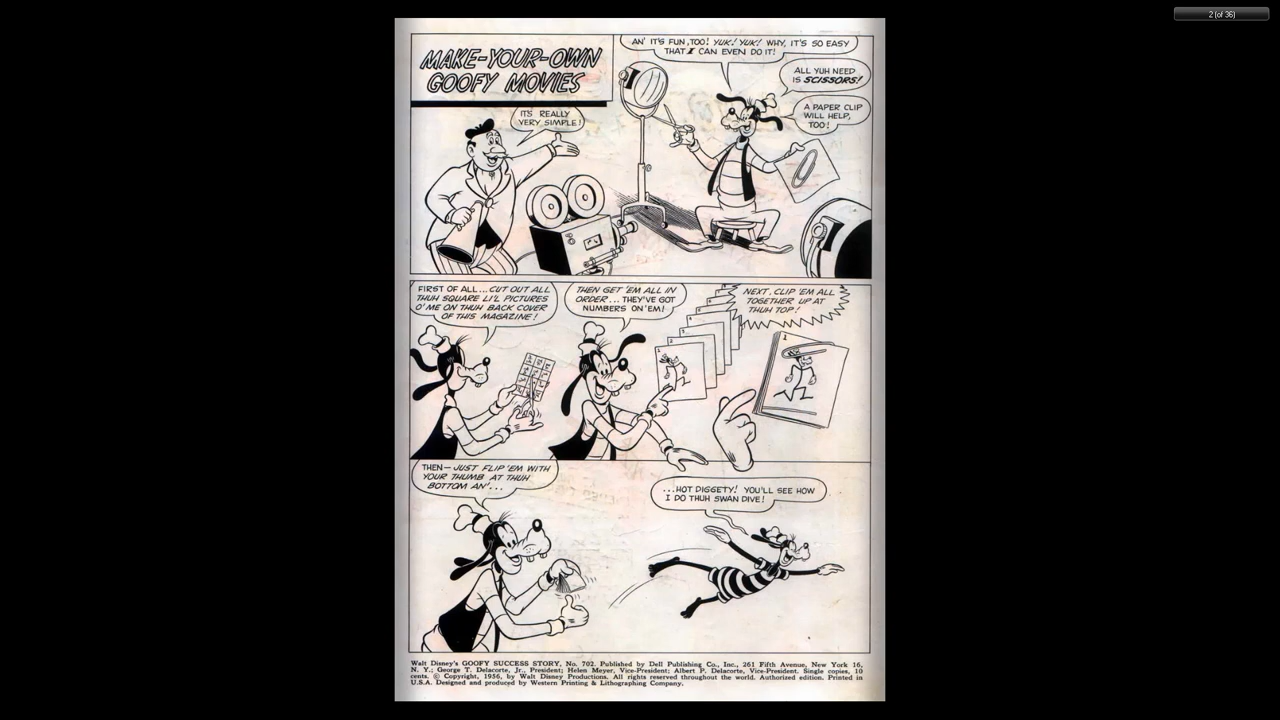 2 (of 36)
MAKE-YOUR-OWN
GOOFY MOVIES
IT'S REALLY
VERY SIMPLE!
AN' IT'S FUN, TOO! YUK! YUK! WHY, IT'S SO EASY
THAT I CAN EVEN DO IT!
ALL YUH NEED
IS SCISSORS!
A PAPER CLIP
WILL HELP,
TOO!
FIRST OF ALL... CUT OUT ALL
THUH SQUARE LI'L PICTURES
O' ME ON THUH BACK COVER
OF THIS MAGAZINE!
THEN GET 'EM ALL IN
ORDER... THEY'VE GOT
NUMBERS ON 'EM!
NEXT, CLIP 'EM ALL
TOGETHER UP AT
THUH TOP!
1
THEN— JUST FLIP 'EM WITH
YOUR THUMB AT THUH
BOTTOM AN'...
...HOT DIGGETY! YOU'LL SEE HOW
I DO THUH SWAN DIVE!
Walt Disney's GOOFY SUCCESS STORY, No. 702. Published by Dell Publishing Co., Inc., 261 Fifth Avenue, New York 16,
N. Y.; George T. Delacorte, Jr., President; Helen Meyer, Vice-President; Albert P. Delacorte, Vice-President. Single copies, 10
cents. © Copyright, 1956, by Walt Disney Productions. All rights reserved throughout the world. Authorized edition. Printed in
U.S.A. Designed and produced by Western Printing & Lithographing Company.